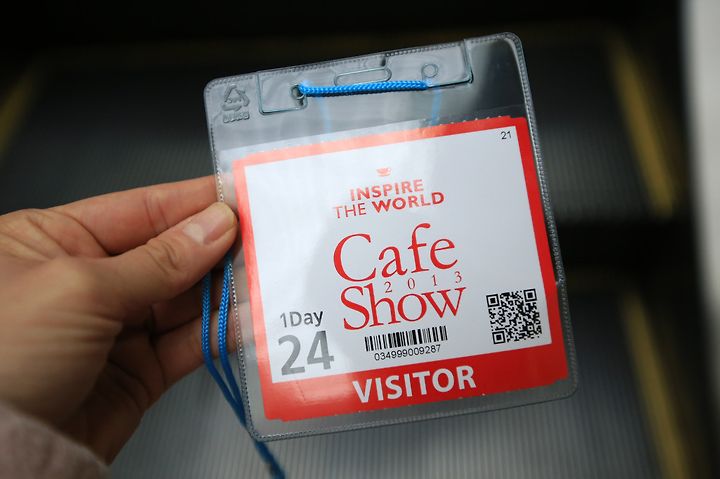 21
INSPIRE
THE WORLD
Cafe
2013
Show
1Day
24
034999009287
VISITOR